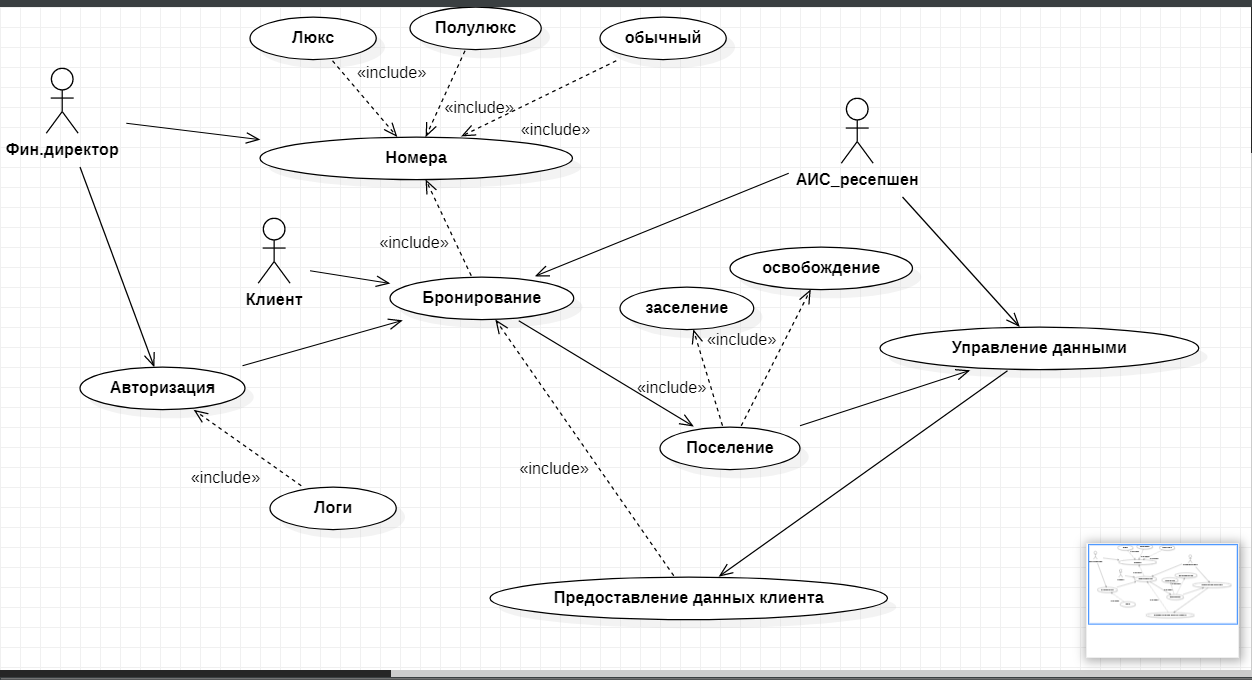 Люкс
Полулюкс
обычный
«include»
«include»
«include»
Фин.директор
Номера
АИС_ресепшен
«include»
освобождение
Клиент
Бронирование
заселение
«include»
Управление данными
Авторизация
«include»
Поселение
«include»
«include»
Логи
Предоставление данных клиента